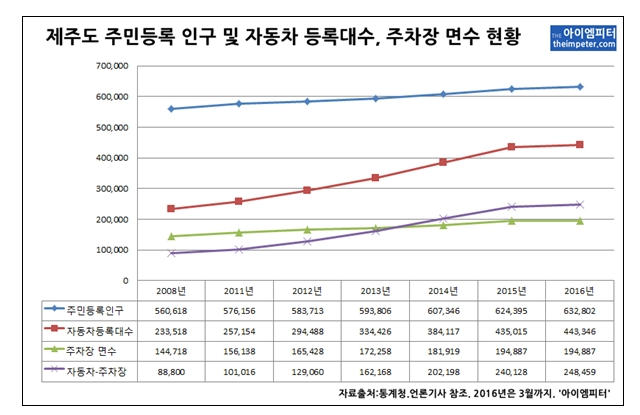 제주도 주민등록 인구 및 자동차 등록대수, 주차장 면수 현황
THE 아이엠피터
theimpeter.com
700,000
600,000
500,000
400,000
300,000
200,000
100,000
0
2008년 2011년 2012년 2013년 2014년 2015년 2016년
주민등록인구 560,618 576,156 583,713 593,806 607,346 624,395 632,802
자동차등록대수 233,518 257,154 294,488 334,426 384,117 435,015 443,346
주차장 면수 144,718 156,138 165,428 172,258 181,919 194,887 194,887
자동차-주차장 88,800 101,016 129,060 162,168 202,198 240,128 248,459
자료출처:통계청,언론기사 참조. 2016년은 3월까지. '아이엠피터'